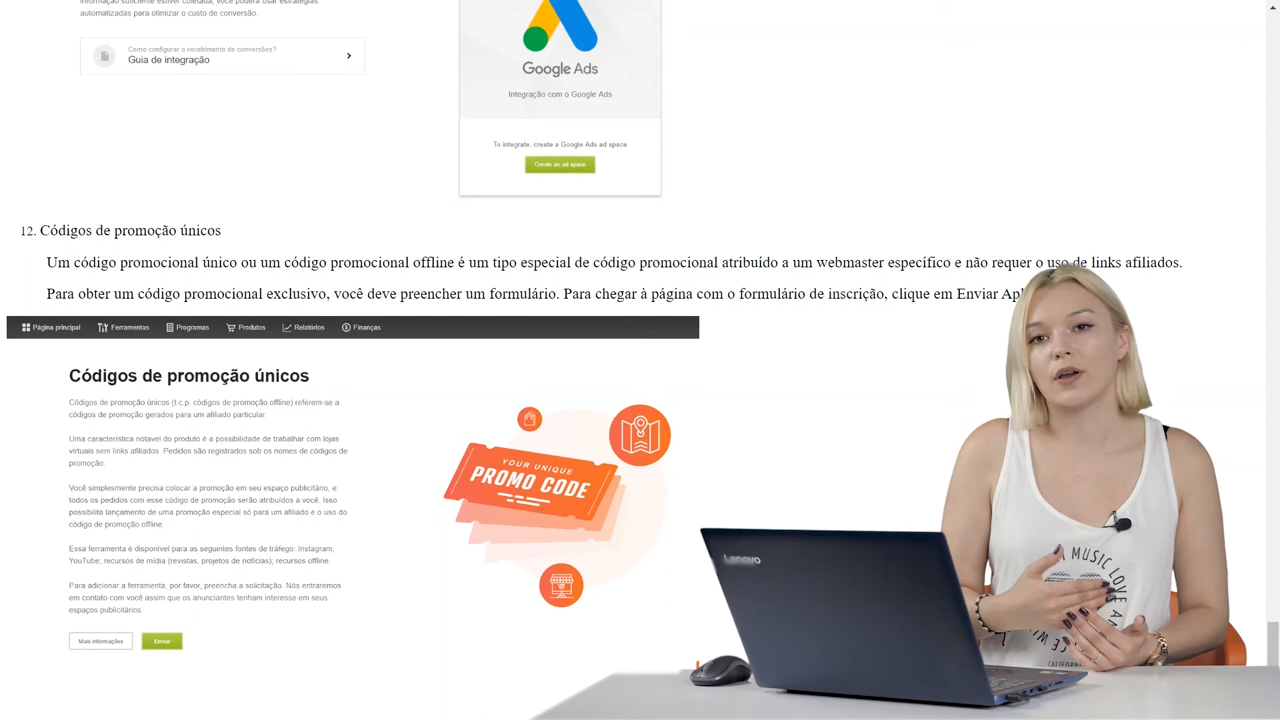 informação suficiente estiver coletada, você poderá usar estratégias
automatizadas para otimizar o custo de conversão.
Como configurar o recebimento de conversões?
Guia de integração
Google Ads
Integração com o Google Ads
To integrate, create a Google Ads ad space
Create an ad space
12. Códigos de promoção únicos
Um código promocional único ou um código promocional offline é um tipo especial de código promocional atribuído a um webmaster específico e não requer o uso de links afiliados.
Para obter um código promocional exclusivo, você deve preencher um formulário. Para chegar à página com o formulário de inscrição, clique em Enviar
Página principal Ferramentas Programas Produtos Relatórios Finanças
Códigos de promoção únicos
Códigos de promoção únicos (t.c.p. códigos de promoção offline) referem-se a
códigos de promoção gerados para um afiliado particular.
Uma característica nótavel do produto é a possibilidade de trabalhar com lojas
virtuais sem links afiliados. Pedidos são registrados sob os nomes de códigos de
promoção.
Você simplesmente precisa colocar a promoção em seu espaço publicitário, e
todos os pedidos com esse código de promoção serão atribuídos a você. Isso
possibilita lançamento de uma promoção especial só para um afiliado e o uso do
código de promoção offline.
Essa ferramenta é disponível para as seguintes fontes de tráfego: Instagram;
YouTube; recursos de mídia (revistas, projetos de notícias); recursos offline.
Para adicionar a ferramenta, por favor, preencha a solicitação. Nós entraremos
em contato com você assim que os anunciantes tenham interesse em seus
espaços publicitários.
Mais informações Enviar
YOUR UNIQUE
PROMO CODE
Lenovo
MUSIC LOVE
CALIFORNI